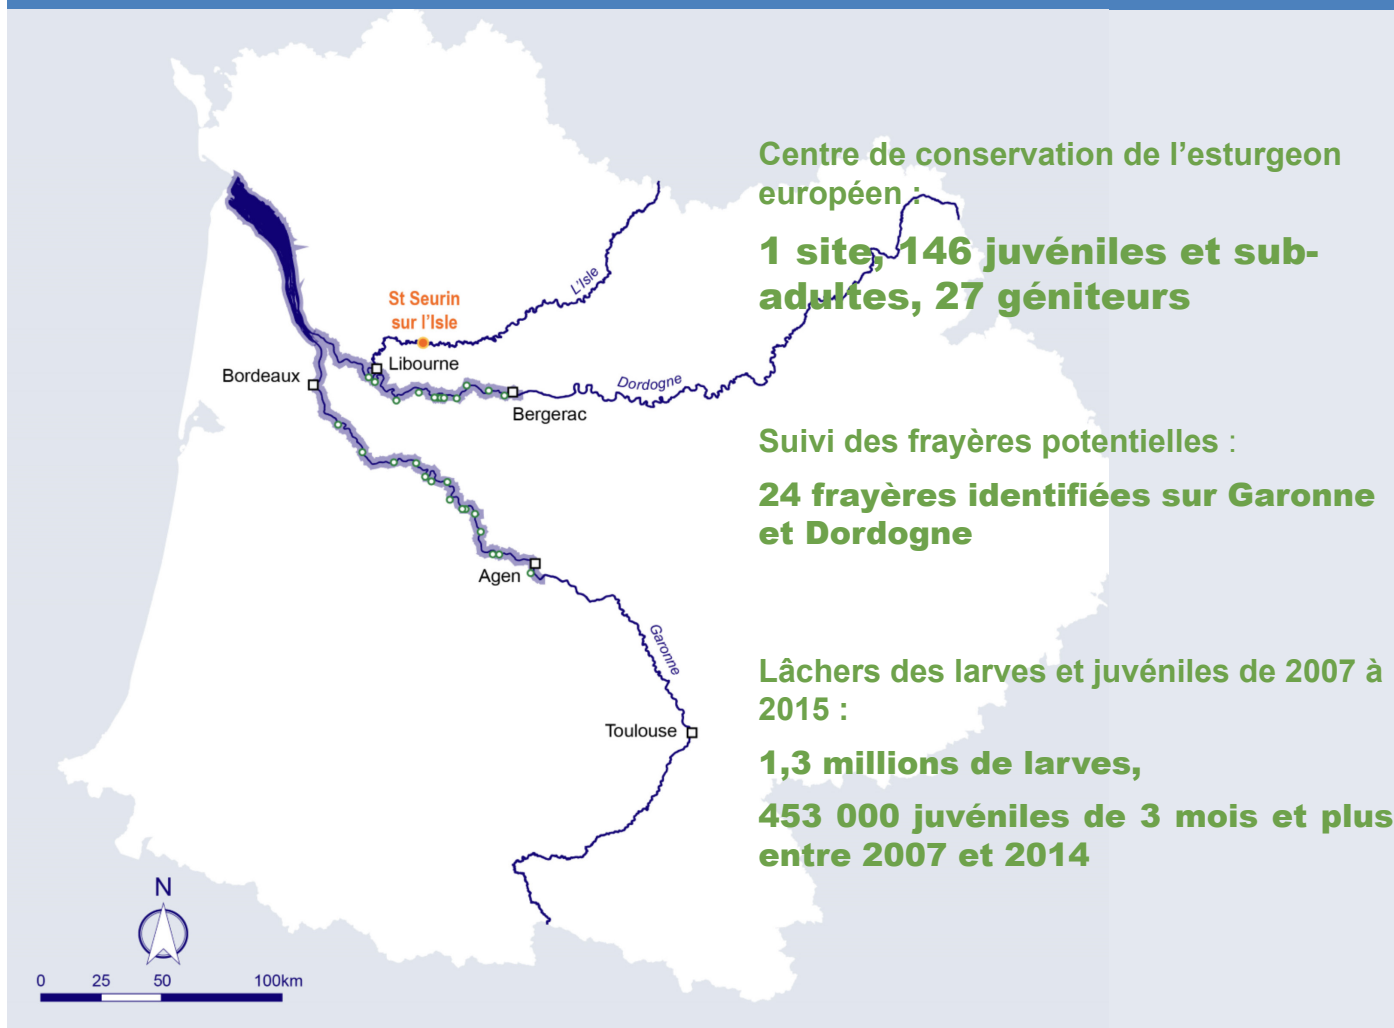 Centre de conservation de l’esturgeon
européen :
1 site, 146 juvéniles et sub-
adultes, 27 géniteurs
L'Isle
St Seurin
sur l’Isle
Libourne
Bordeaux
Dordogne
Bergerac
Suivi des frayères potentielles :
24 frayères identifiées sur Garonne
et Dordogne
Agen
Garonne
Lâchers des larves et juvéniles de 2007 à
2015 :
Toulouse
1,3 millions de larves,
453 000 juvéniles de 3 mois et plus
entre 2007 et 2014
N
0 25 50 100km